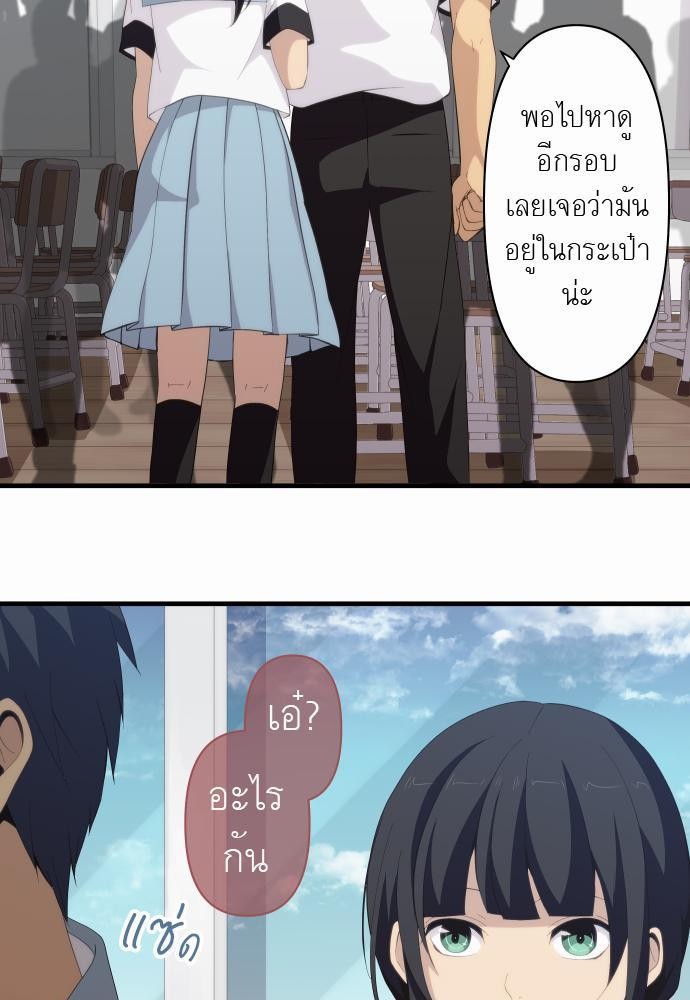 พอไปหาดู
อีกรอบ
เลยเจอว่ามัน
อยู่ในกระเป๋า
น่ะ
เอ๋?
อะไร
กัน
แซ่ด